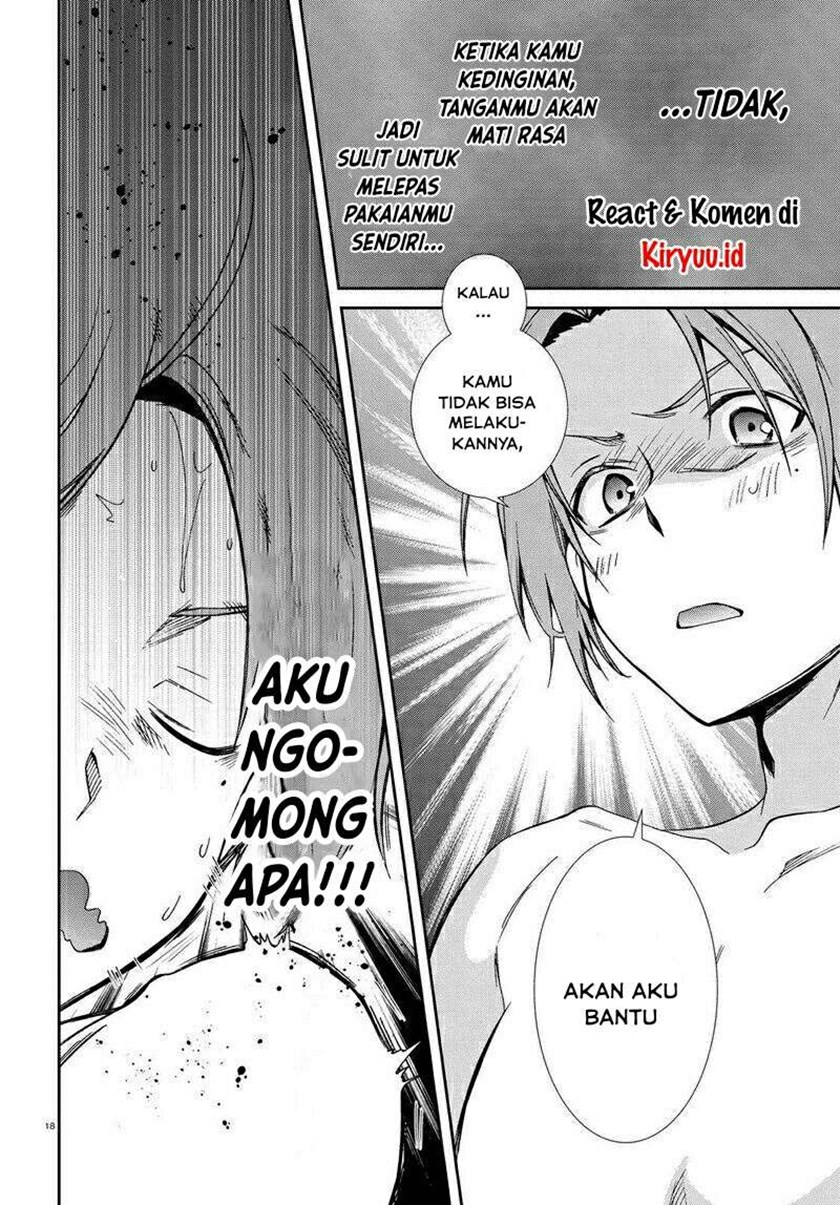 ...TIDAK,
KETIKA KAMU
KEDINGINAN,
TANGANMU AKAN
MATI RASA
JADI
SULIT UNTUK
MELEPAS
PAKAIANMU
SENDIRI...
React & Komen di
Kiryuu.id
KALAU
...
KAMU
TIDAK BISA
MELAKU-
KANNYA,
AKAN AKU
BANTU
AKU
NGO-
MONG
APA!!!
18